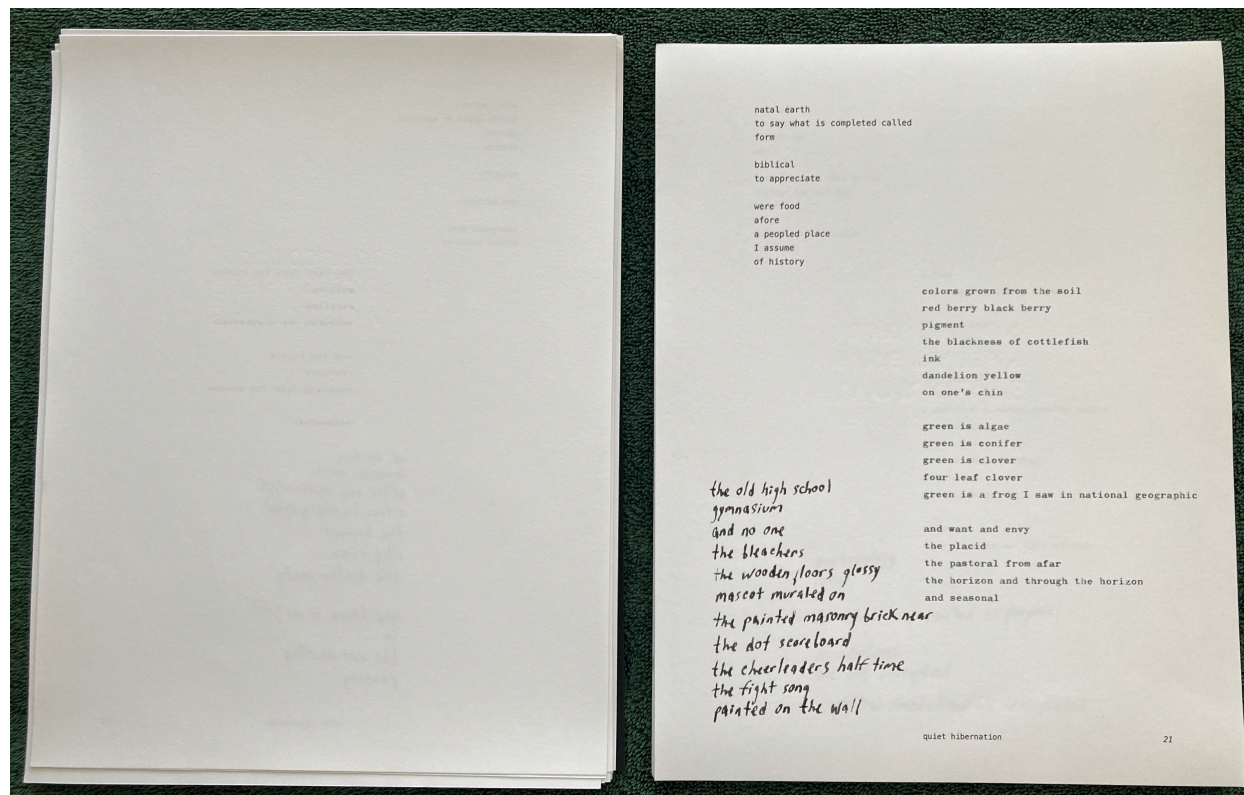 natal earth
to say what is completed called
form
biblical
to appreciate
were food
afore
a peopled place
I assume
of history
colors grown from the soil
red berry black berry
pigment
the blackness of cottlefish
ink
dandelion yellow
on one's chin
green is algae
green is conifer
green is clover
four leaf clover
green is a frog I saw in national geographic
and want and envy
the placid
the pastoral from afar
the horizon and through the horizon
and seasonal
the old high school
gymnasium
and no one
the bleachers
the wooden floors glossy
mascot muraled on
the painted masonry brick near
the dot scoreboard
the cheerleaders half time
the fight song
painted on the wall
quiet hibernation
21